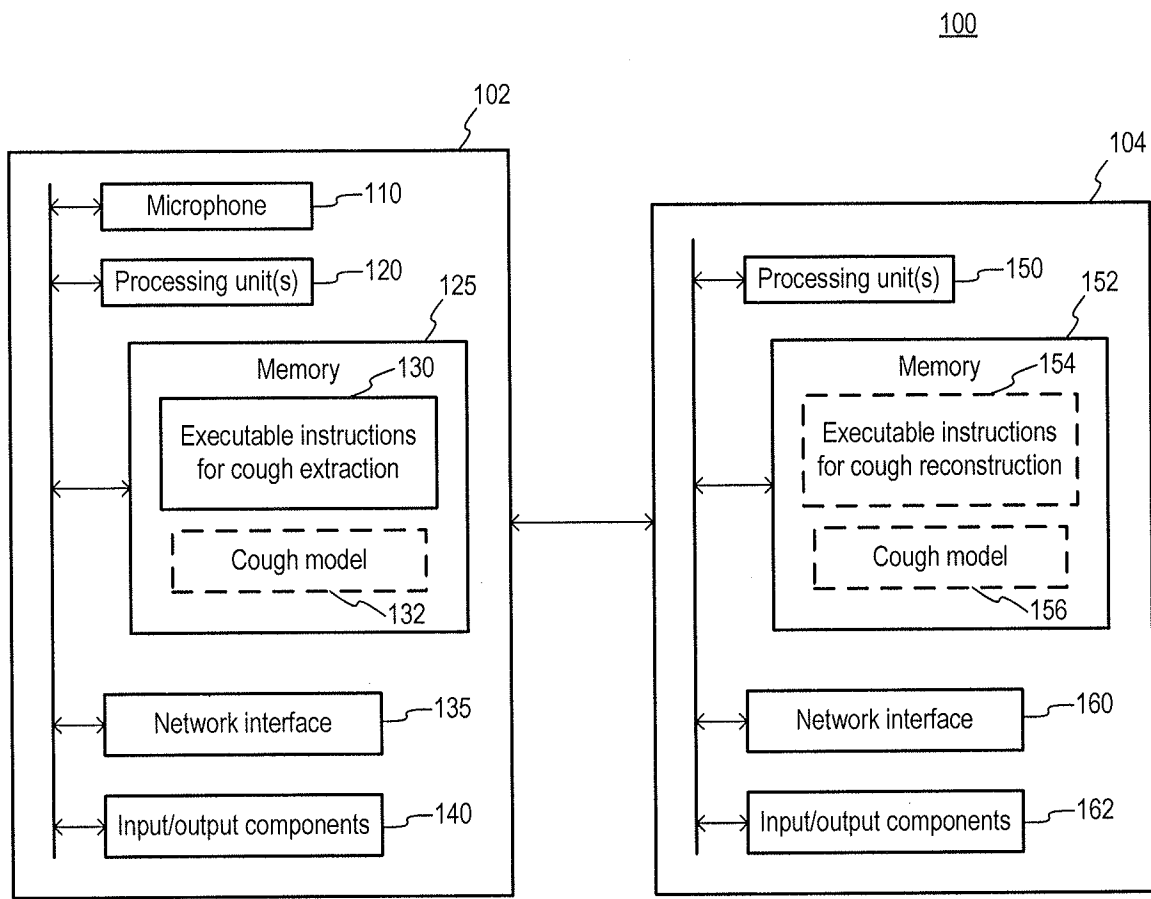 100
102
Microphone
110
Processing unit(s)
120
125
Memory
130
Executable instructions
for cough extraction
Cough model
132
Network interface
135
Input/output components
140
104
Processing unit(s)
150
152
Memory
154
Executable instructions
for cough reconstruction
Cough model
156
Network interface
160
Input/output components
162